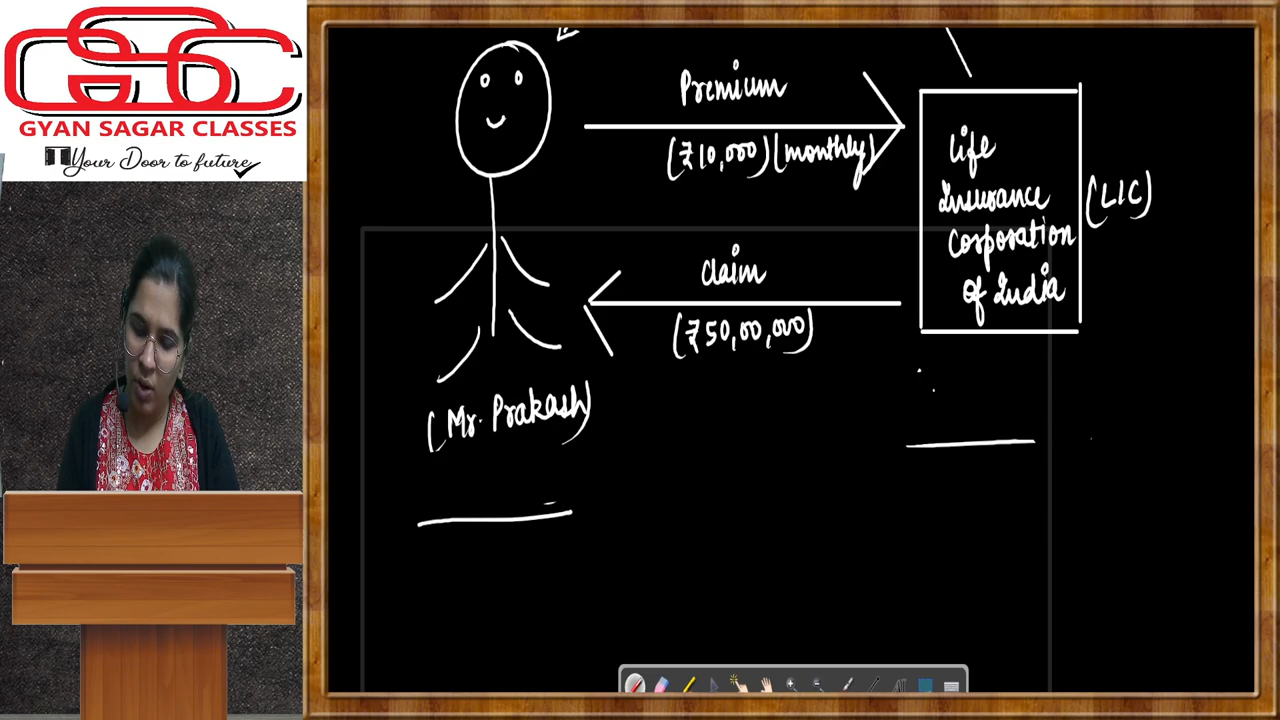 GSC
GYAN SAGAR CLASSES
Your Door to future
Premium
(₹10,000) (monthly)
Life
Insurance
Corporation
Of India
(LIC)
Claim
(₹50,00,000)
(Mr. Prakash)